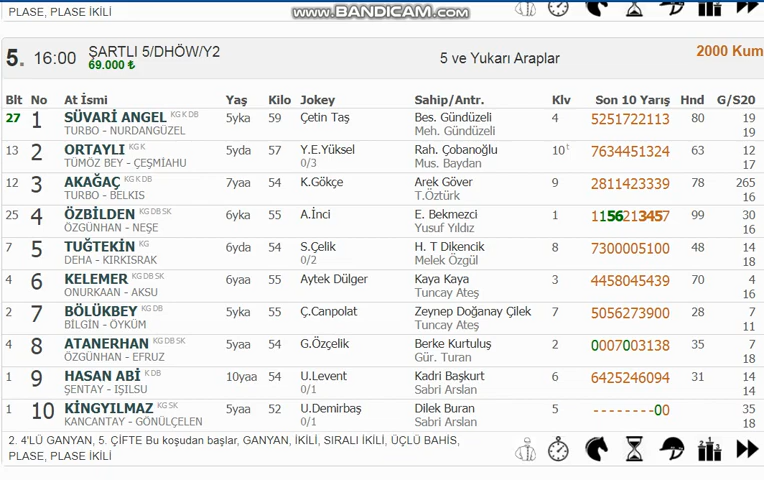 PLASE, PLASE İKİLİ
www.BANDICAM.com
5. 16:00 ŞARTLI 5/DHÖW/Y2 5 ve Yukarı Araplar 2000 Kum
69.000 ₺
Blt No At İsmi Yaş Kilo Jokey Sahip/Antr. Klv Son 10 Yarış Hnd G/S20
27 1 SÜVARİ ANGEL KG K DB 5yka 59 Çetin Taş Bes. Gündüzeli 4 5251722113 80 19
TURBO - NURDANGÜZEL Meh. Gündüzeli 19
13 2 ORTAYLI KG K 5yda 57 Y.E.Yüksel Rah. Çobanoğlu 10 t 7634451324 63 12
TÜMÖZ BEY - ÇEŞMİAHU 0/3 Mus. Baydan 17
12 3 AKAĞAÇ KG K DB 7yaa 54 K.Gökçe Arek Göver 9 2811423339 78 265
TURBO - BELKIS T.Öztürk 16
25 4 ÖZBİLDEN KG DB SK 6yka 55 A.İnci E. Bekmezci 1 1156213457 99 30
ÖZGÜNHAN - NEŞE Yusuf Yıldız 16
7 5 TUĞTEKİN KG 6yda 54 S.Çelik H. T Dikencik 8 7300005100 48 14
DEHA - KIRKISRAK 0/2 Melek Özgül 18
4 6 KELEMER KG DB SK 6yaa 55 Aytek Dülger Kaya Kaya 3 4458045439 70 4
ONURKAAN - AKSU Tuncay Ateş 16
2 7 BÖLÜKBEY KG DB 5yka 55 Ç.Canpolat Zeynep Doğanay Çilek 7 5056273900 28 7
BİLGİN - ÖYKÜM Tuncay Ateş 11
4 8 ATANERHAN KG DB SK 5yaa 54 G.Özçelik Berke Kurtuluş 2 0007003138 35 7
ÖZGÜNHAN - EFRUZ Gür. Turan 18
1 9 HASAN ABİ K DB 10yaa 54 U.Levent Kadri Başkurt 6 6425246094 31 14
ŞENTAY - IŞILSU 0/1 Sabri Arslan 14
1 10 KİNGYILMAZ KG SK 5yaa 52 U.Demirbaş Dilek Buran 5 --------00 35
KANCANTAY - GÖNÜLÇELEN 0/1 Sabri Arslan 18
2. 4'LÜ GANYAN, 5. ÇİFTE Bu koşudan başlar, GANYAN, İKİLİ, SIRALI İKİLİ, ÜÇLÜ BAHİS,
PLASE, PLASE İKİLİ